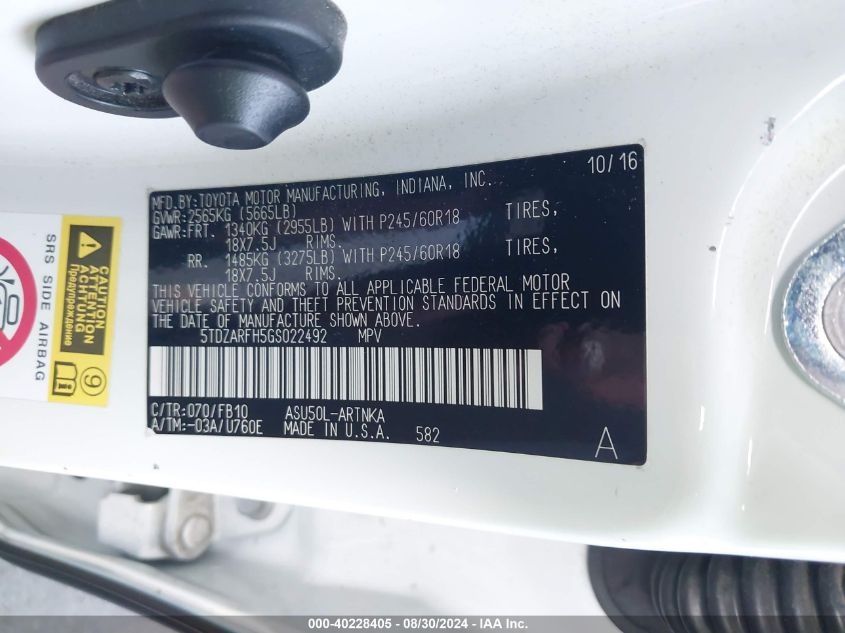 10/16
MFD.BY:TOYOTA MOTOR MANUFACTURING, INDIANA, INC.
GVWR:2565KG (5665LB)
GAWR:FRT. 1340KG (2955LB) WITH P245/60R18 TIRES,
18X7.5J RIMS.
RR. 1485KG (3275LB) WITH P245/60R18 TIRES,
18X7.5J RIMS.
THIS VEHICLE CONFORMS TO ALL APPLICABLE FEDERAL MOTOR
VEHICLE SAFETY AND THEFT PREVENTION STANDARDS IN EFFECT ON
THE DATE OF MANUFACTURE SHOWN ABOVE.
5TDZARFH5GS022492 MPV
C/TR:070/FB10 ASU50L-ARTNKA
A/TM:-03A/U760E MADE IN U.S.A. 582
A
SRS SIDE AIRBAG
CAUTION
ATTENTION
ACHTUNG
Предупреждение
9
000-40228405 - 08/30/2024 - IAA Inc.